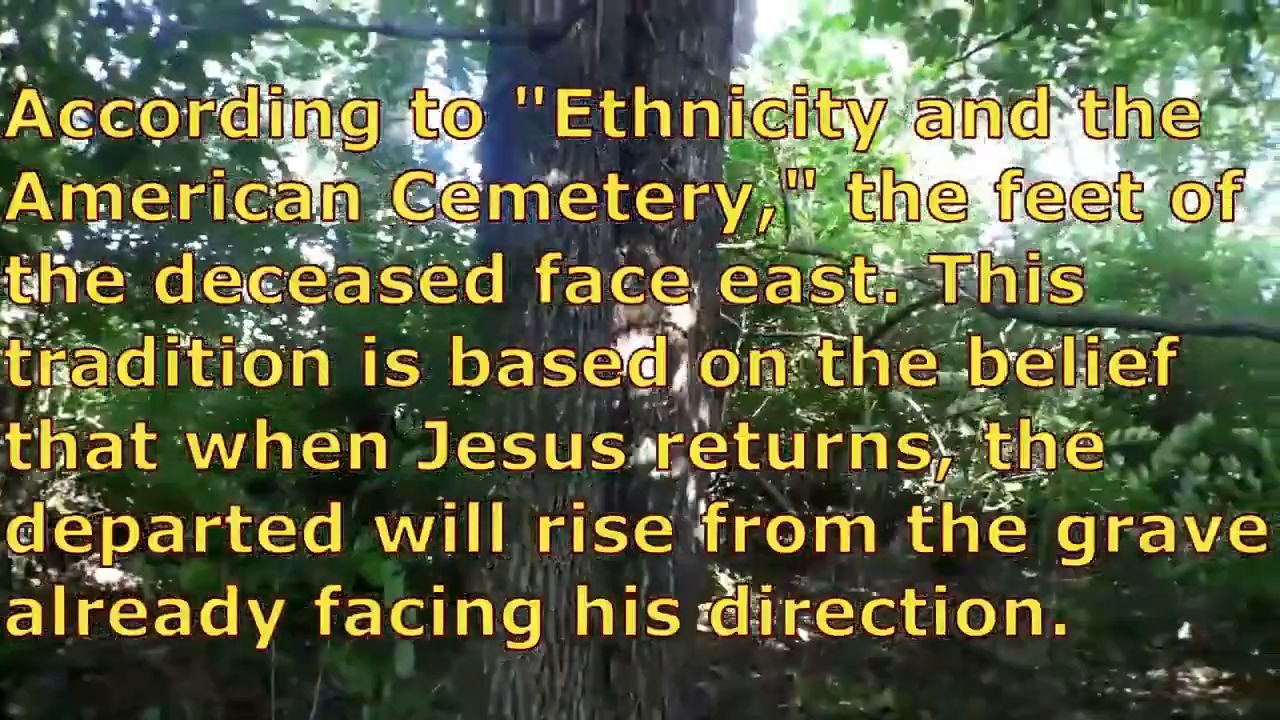 According to "Ethnicity and the
American Cemetery," the feet of
the deceased face east. This
tradition is based on the belief
that when Jesus returns, the
departed will rise from the grave
already facing his direction.